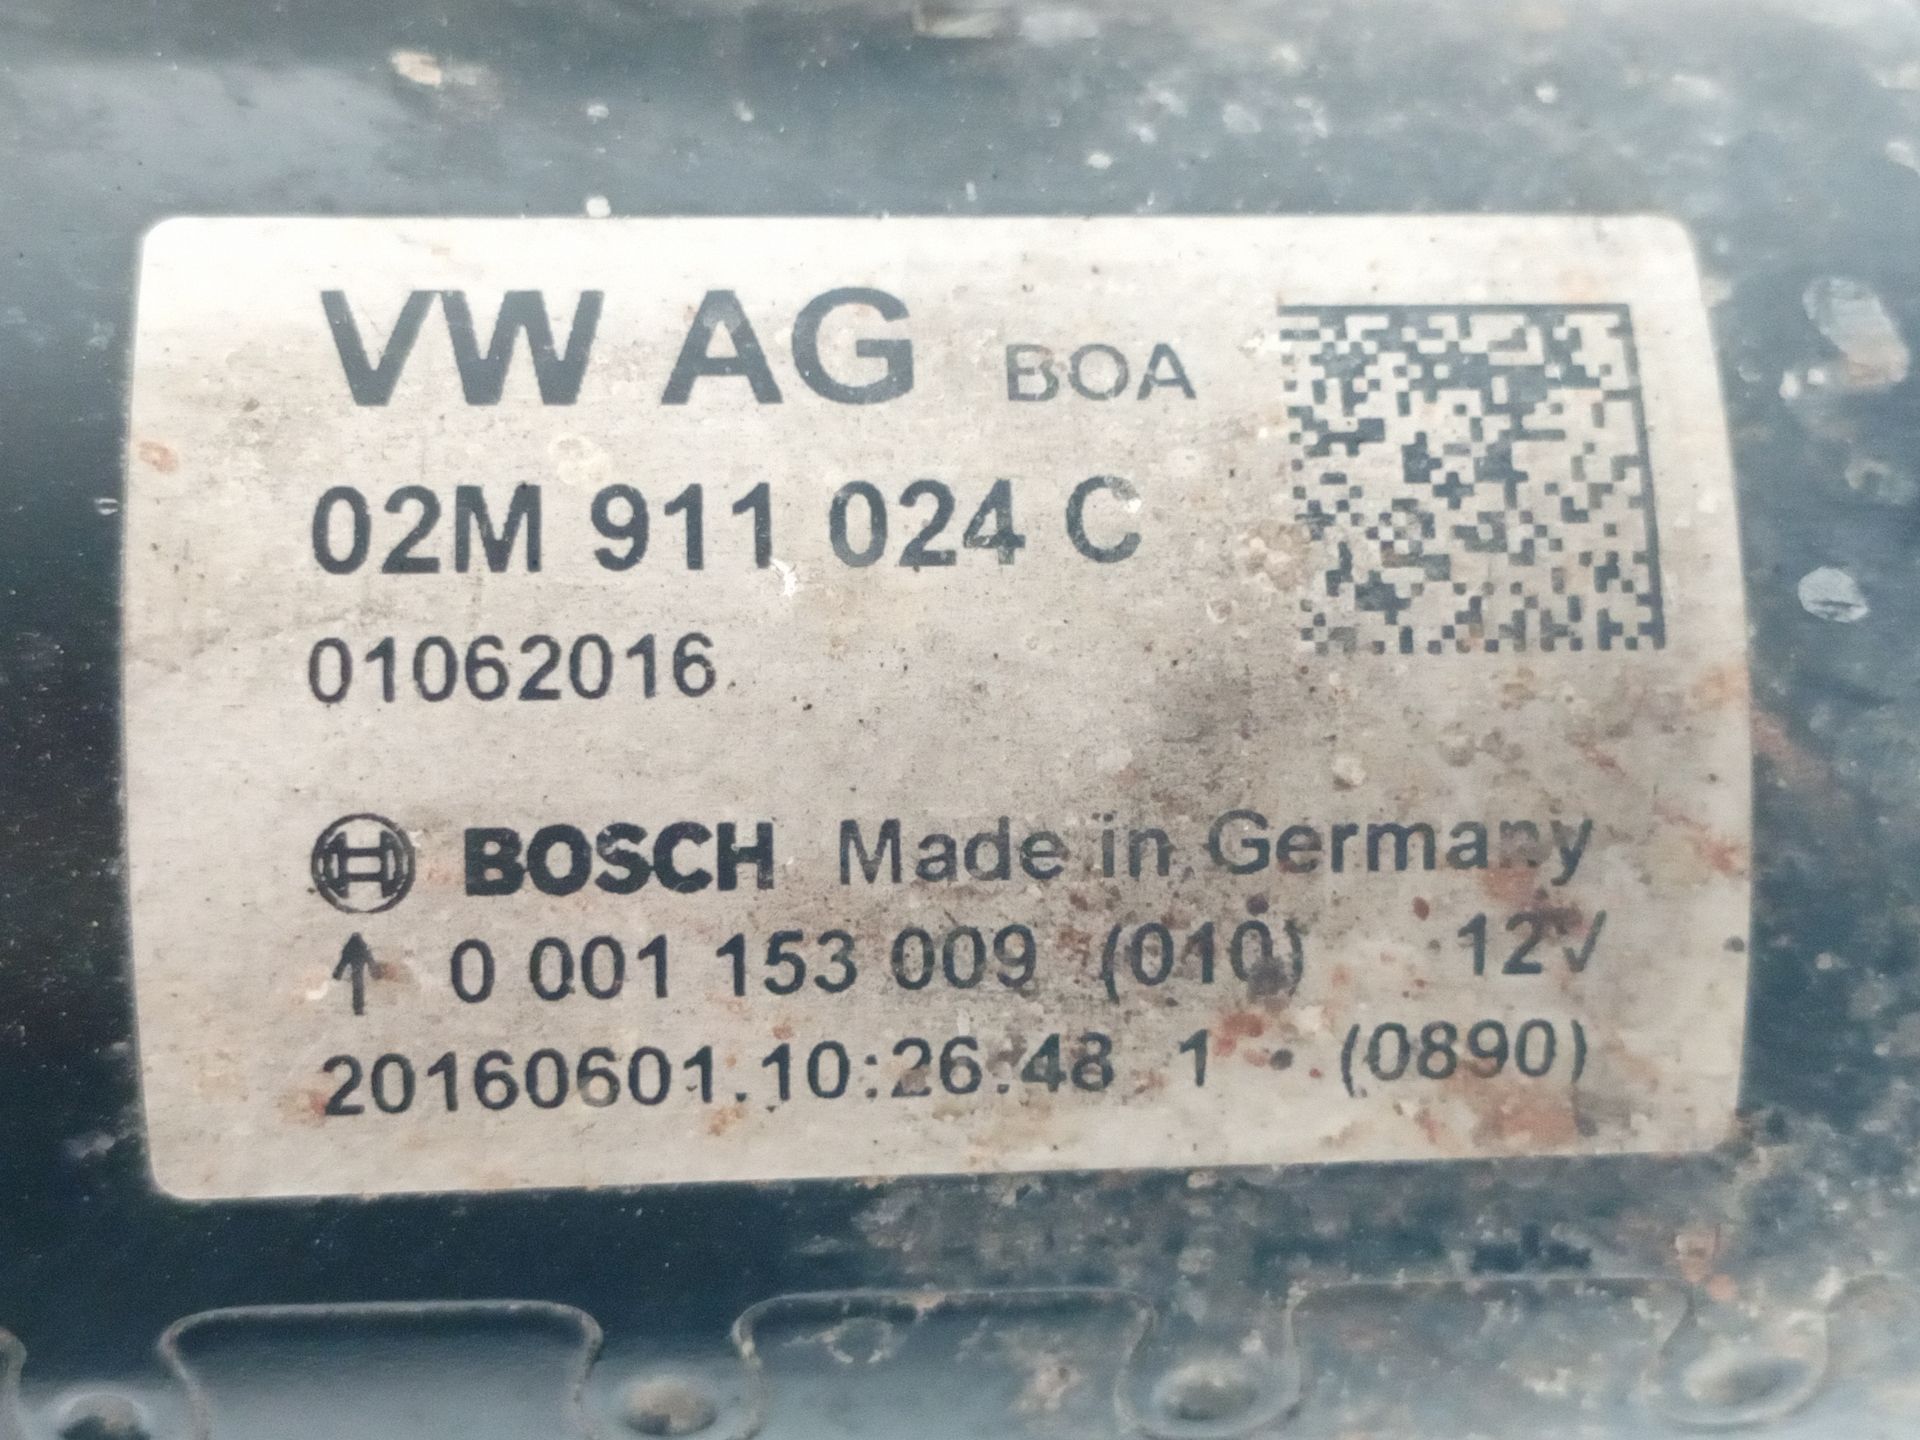 VW AG BOA
02M 911 024 C
01062016
BOSCH Made in Germany
↑ 0 001 153 009 (010) 12V
20160601.10:26.48 1 (0890)